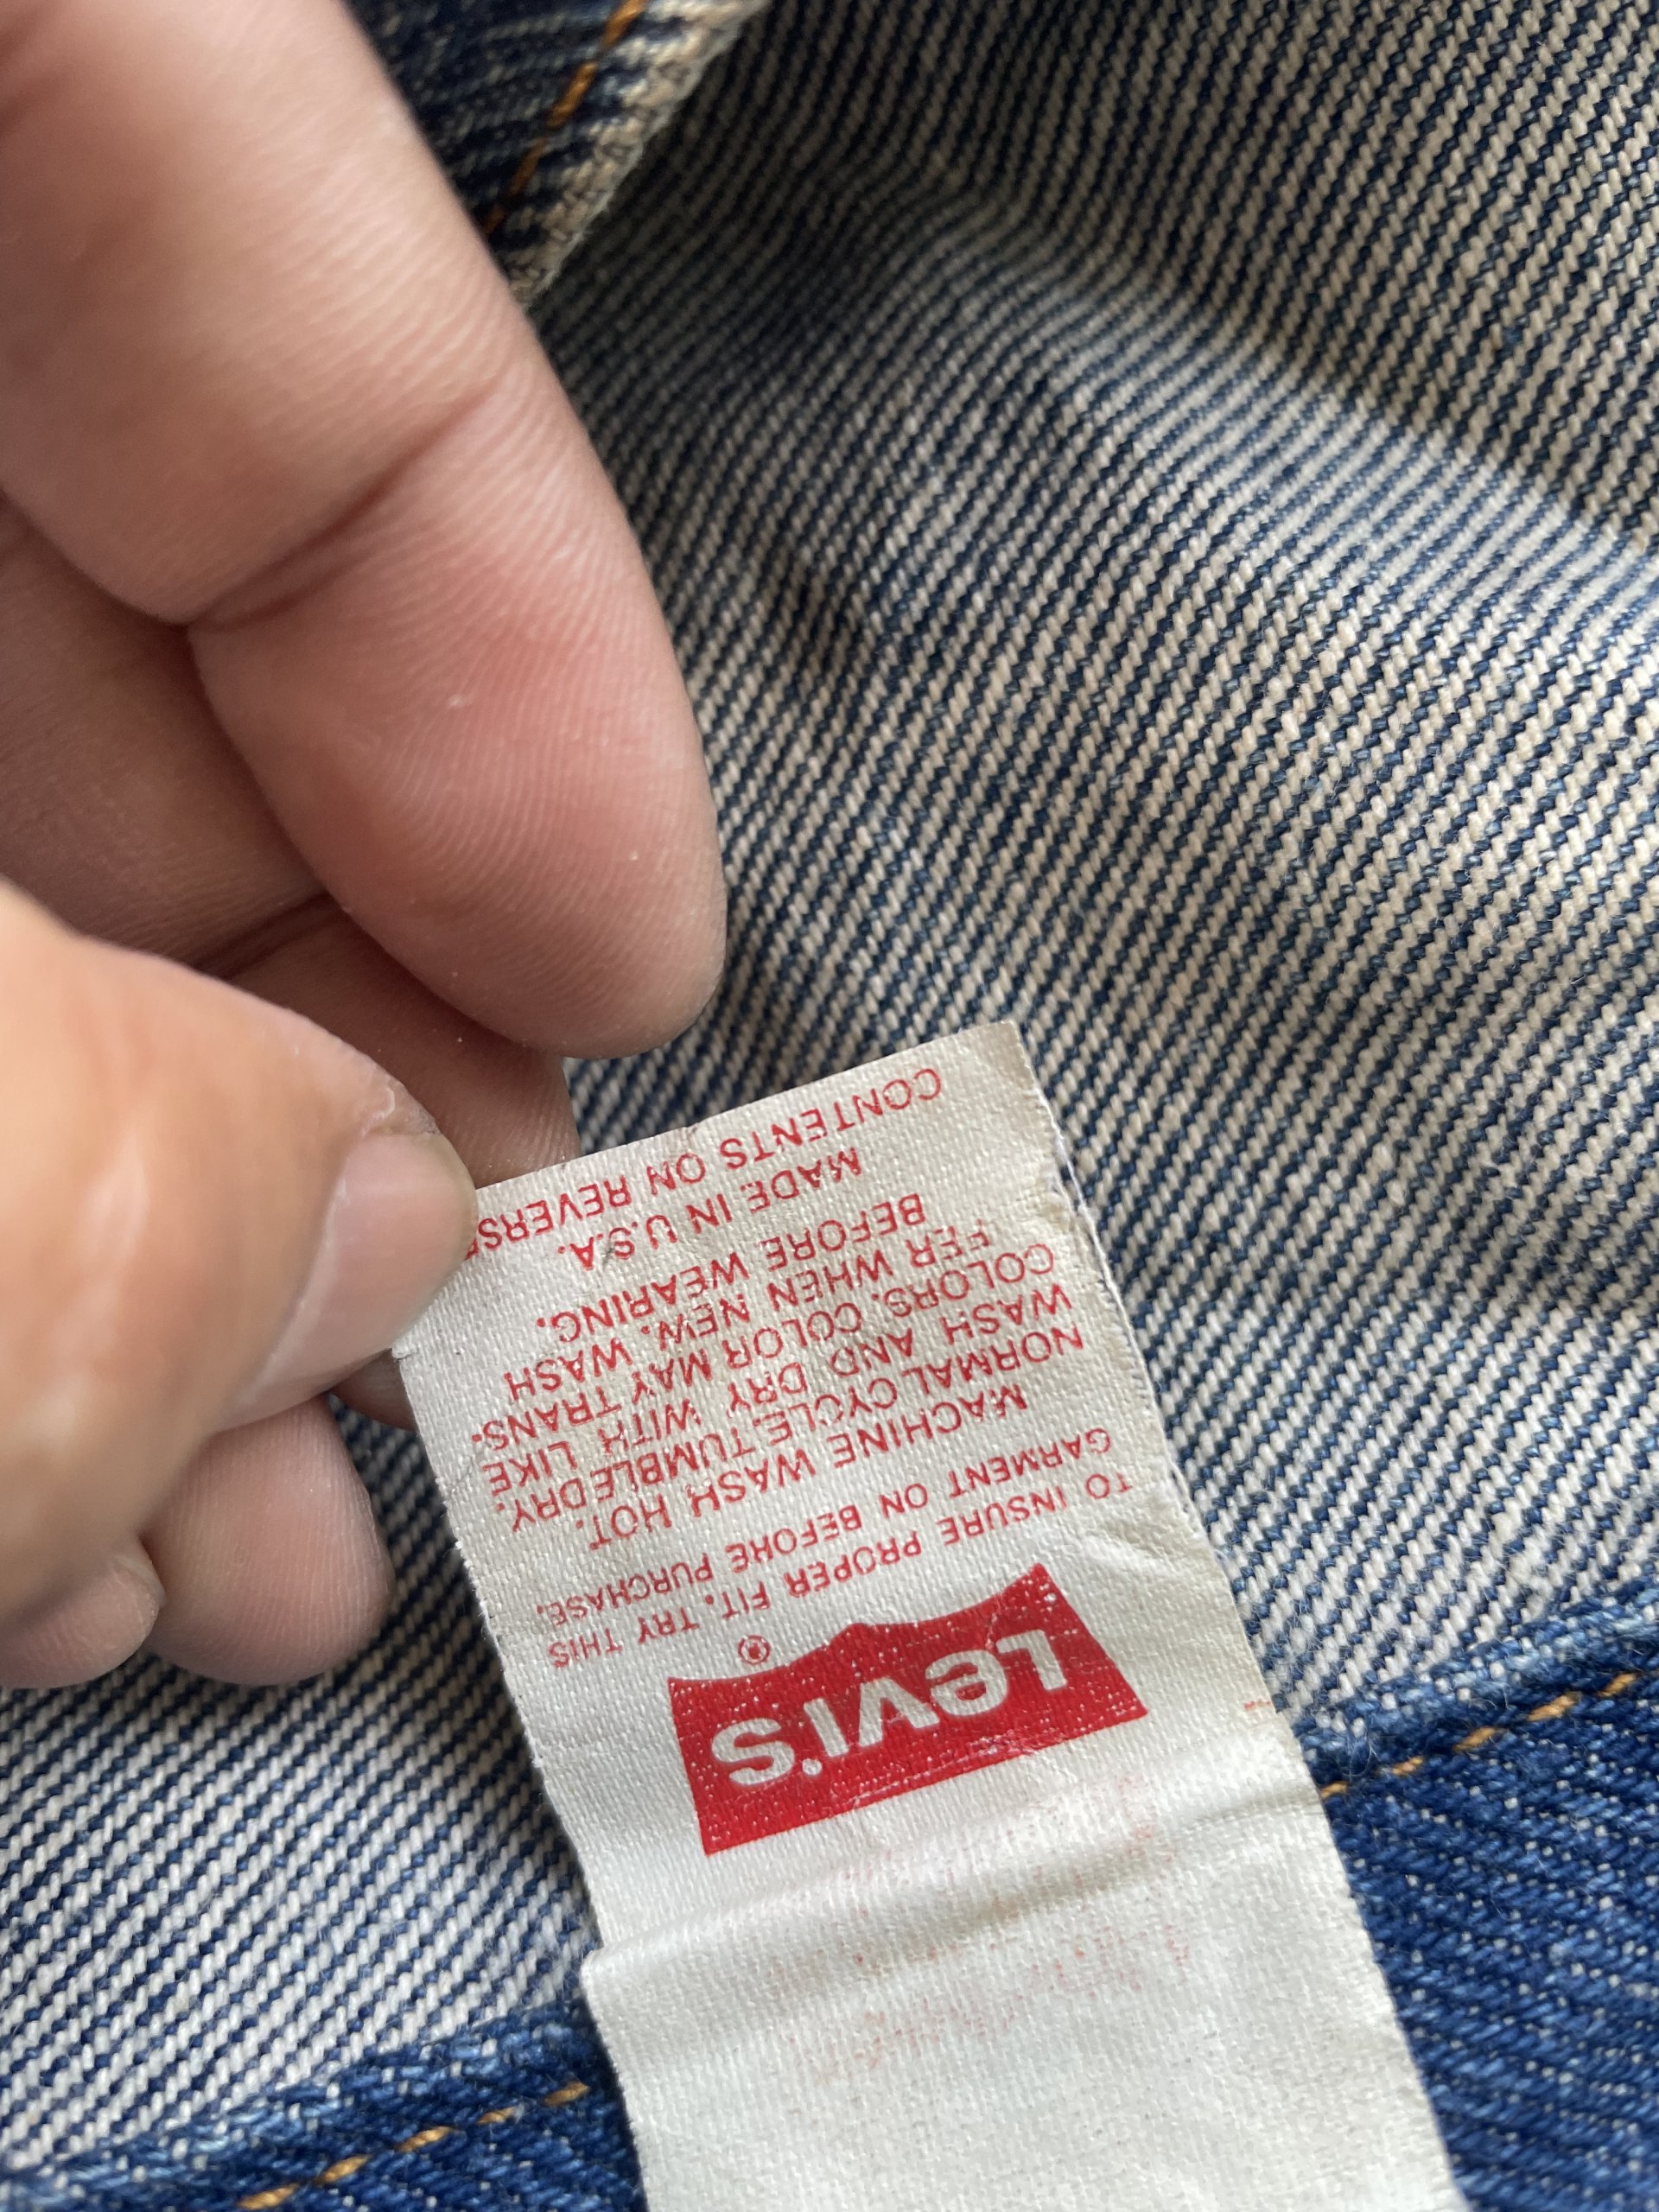 LEVI'S
®
TO INSURE PROPER FIT, TRY THIS
GARMENT ON BEFORE PURCHASE.
MACHINE WASH HOT.
NORMAL CYCLE. TUMBLE DRY.
WASH AND DRY WITH LIKE
COLORS. COLOR MAY TRANS-
FER WHEN NEW. WASH
BEFORE WEARING.
MADE IN U.S.A.
CONTENTS ON REVERSE